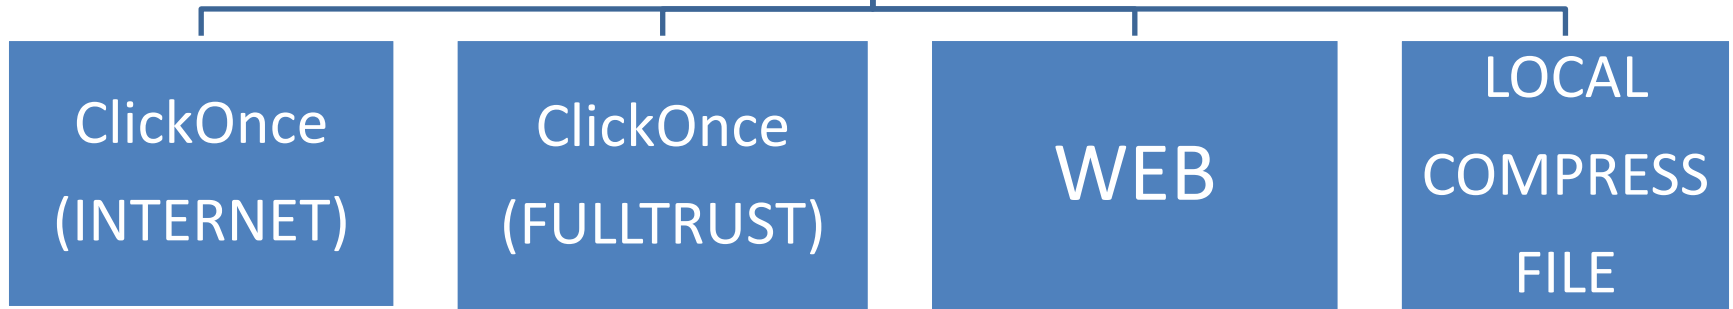 ClickOnce
(INTERNET)
ClickOnce
(FULLTRUST)
WEB
LOCAL
COMPRESS
FILE